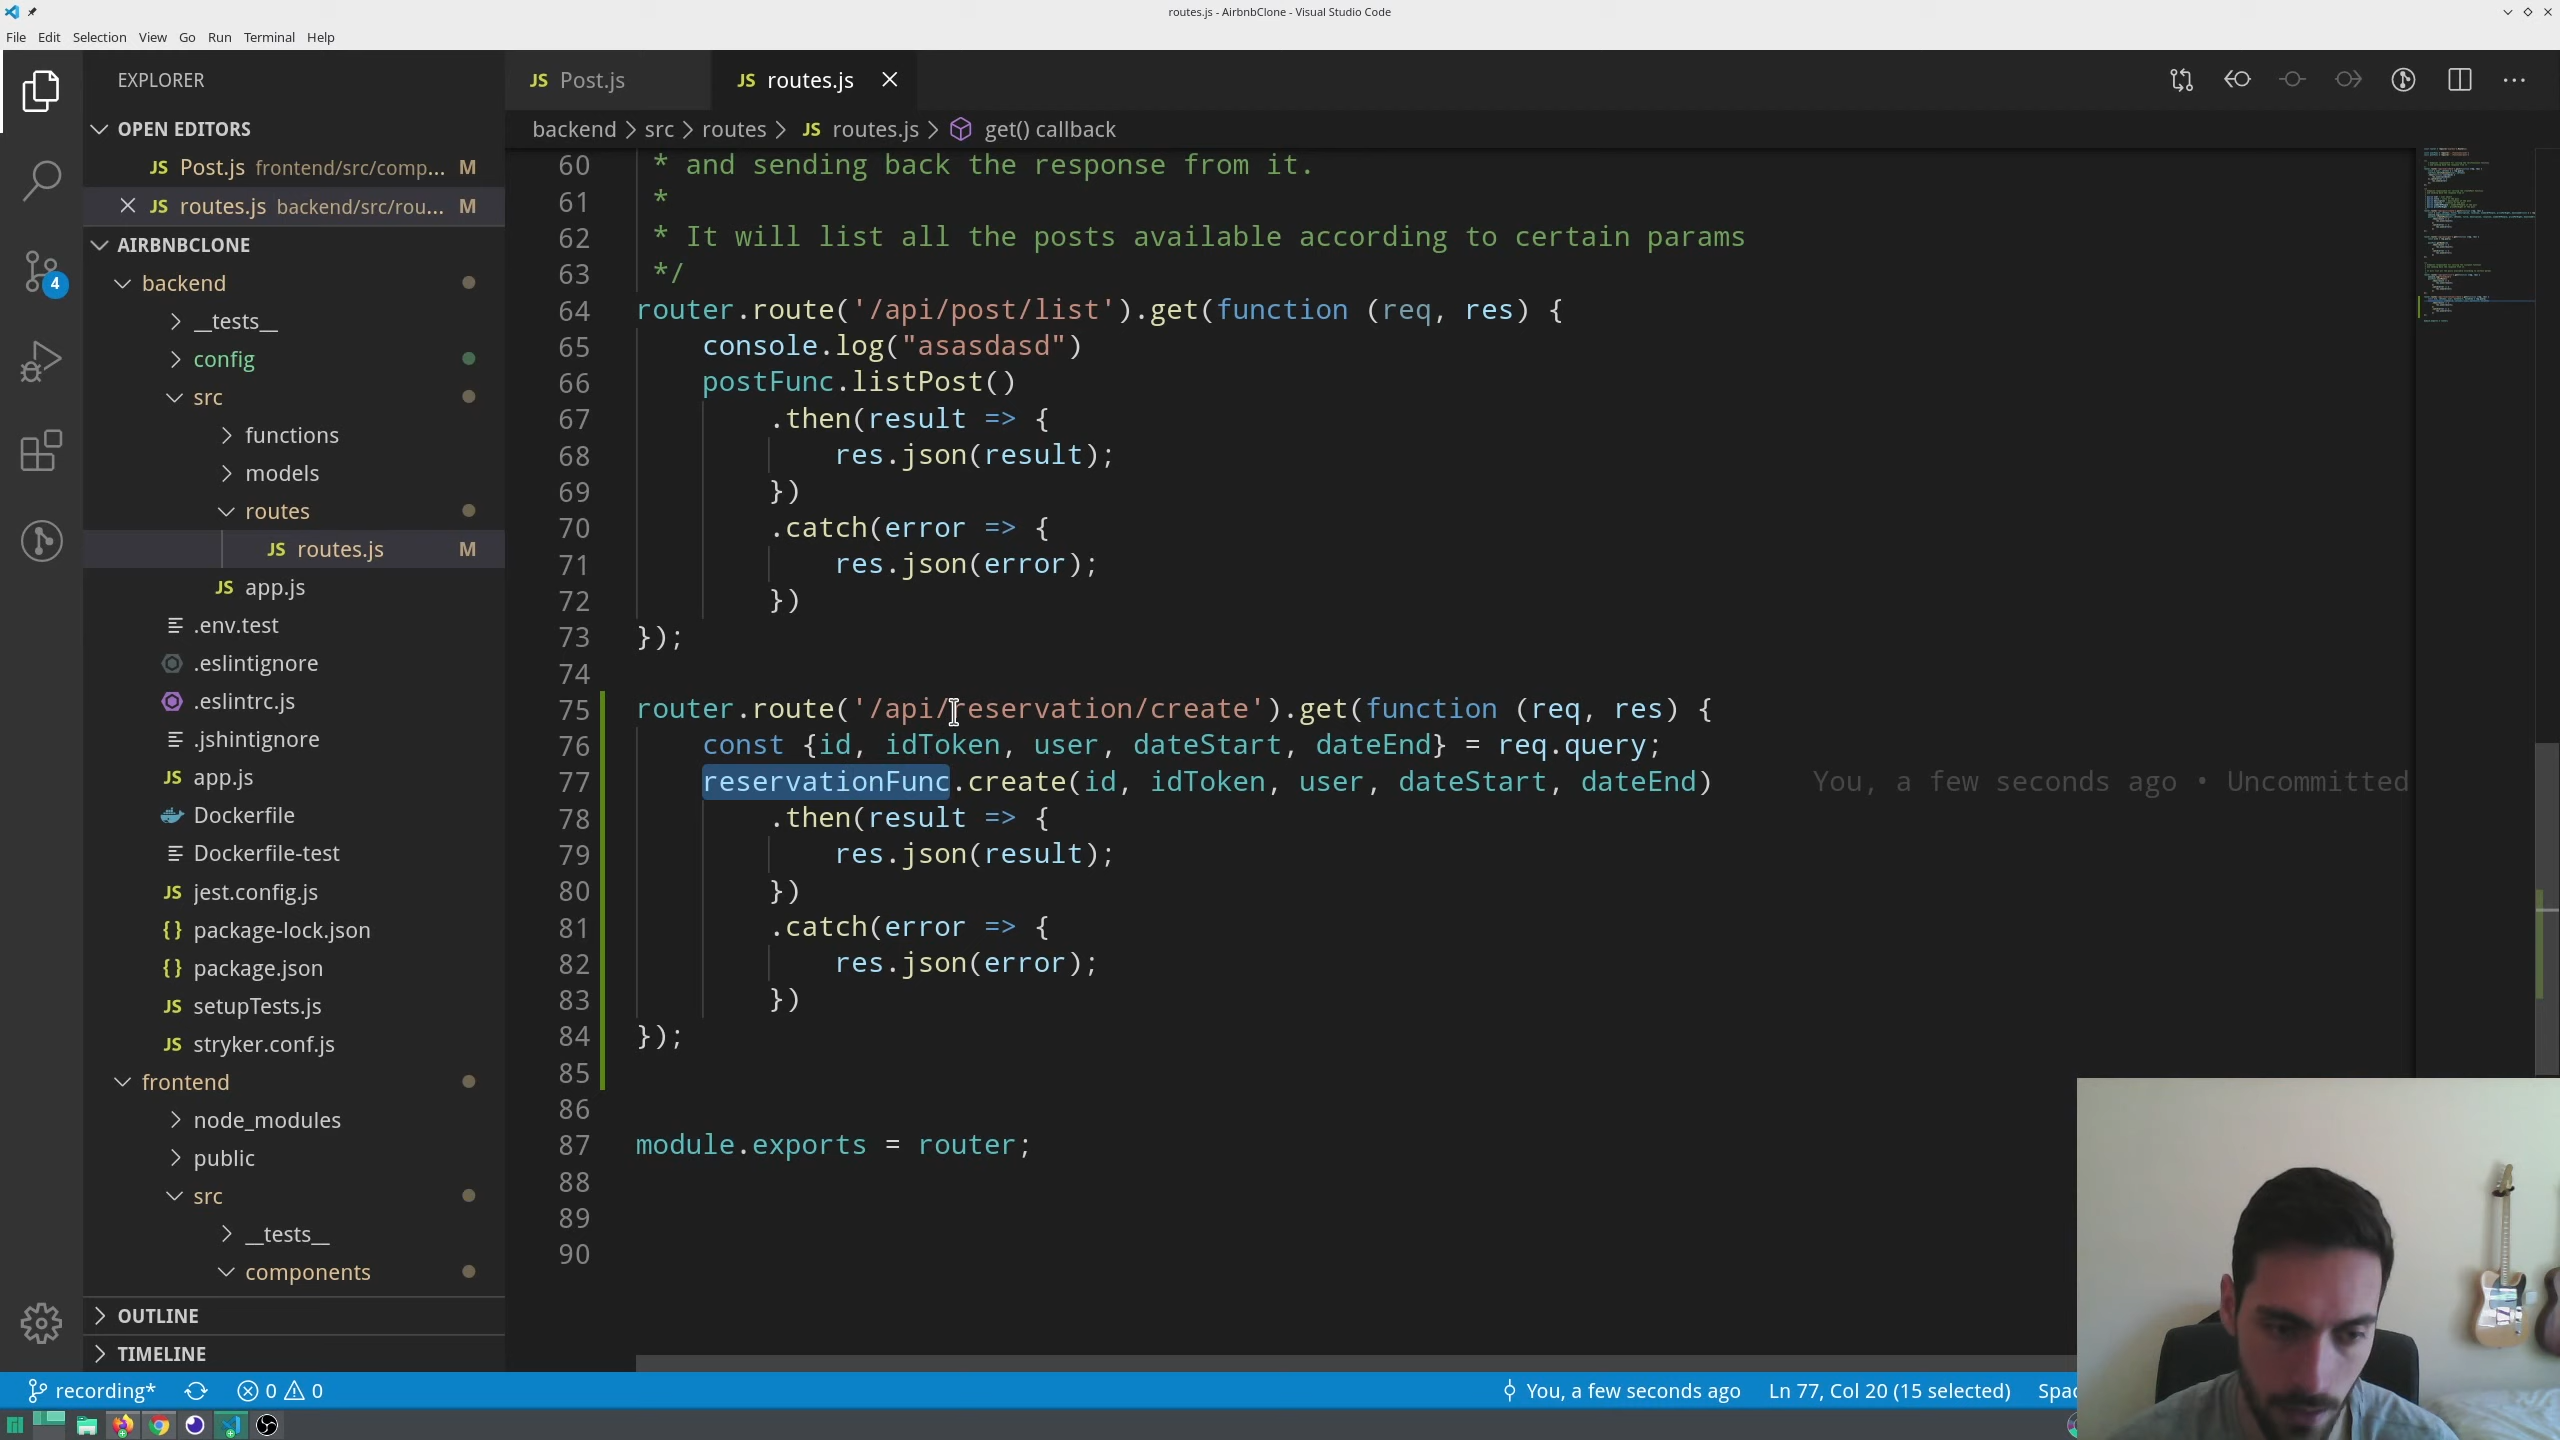 routes.js - AirbnbClone - Visual Studio Code
File Edit Selection View Go Run Terminal Help
EXPLORER
OPEN EDITORS
JS Post.js frontend/src/comp... M
JS routes.js backend/src/rou... M
AIRBNBCLONE
backend
__tests__
config
src
functions
models
routes
JS routes.js M
JS app.js
.env.test
.eslintignore
.eslintrc.js
.jshintignore
JS app.js
Dockerfile
Dockerfile-test
JS jest.config.js
{} package-lock.json
{} package.json
JS setupTests.js
JS stryker.conf.js
frontend
node_modules
public
src
__tests__
components
OUTLINE
TIMELINE
4
JS Post.js JS routes.js
backend > src > routes > JS routes.js > get() callback
60 * and sending back the response from it.
61 *
62 * It will list all the posts available according to certain params
63 */
64 router.route('/api/post/list').get(function (req, res) {
65 console.log("asasdasd")
66 postFunc.listPost()
67 .then(result => {
68 res.json(result);
69 })
70 .catch(error => {
71 res.json(error);
72 })
73 });
74
75 router.route('/api/reservation/create').get(function (req, res) {
76 const {id, idToken, user, dateStart, dateEnd} = req.query;
77 reservationFunc.create(id, idToken, user, dateStart, dateEnd) You, a few seconds ago • Uncommitted
78 .then(result => {
79 res.json(result);
80 })
81 .catch(error => {
82 res.json(error);
83 })
84 });
85
86
87 module.exports = router;
88
89
90
recording* 0 0 You, a few seconds ago Ln 77, Col 20 (15 selected) Spac